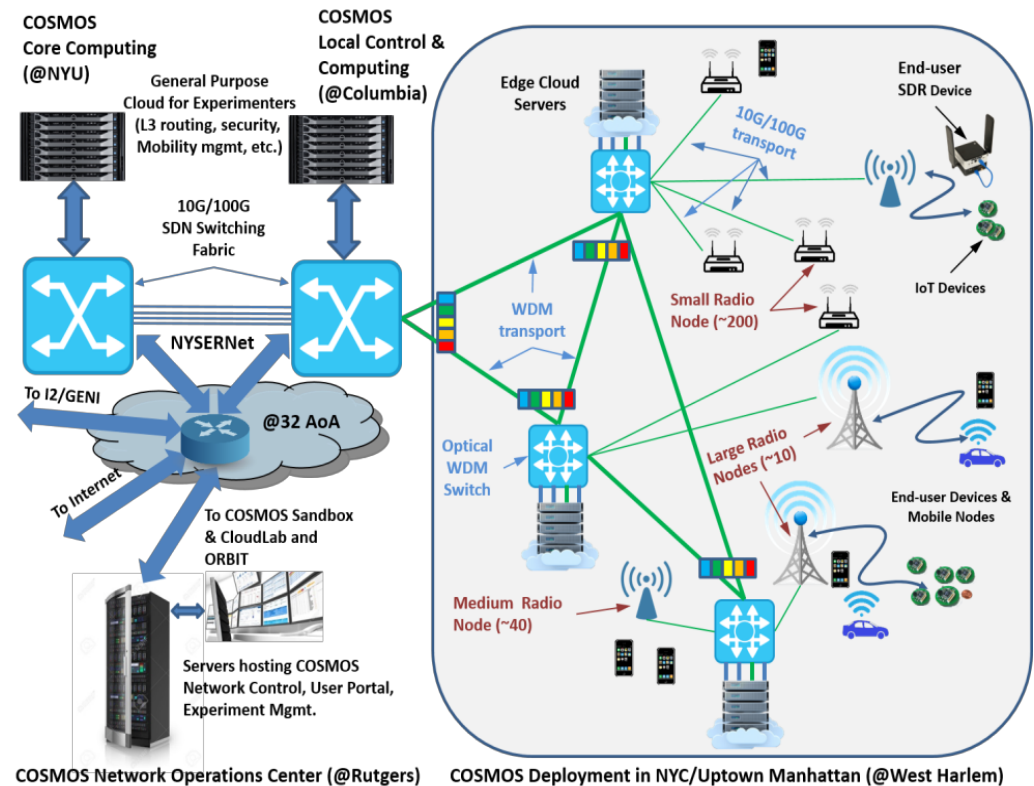 COSMOS
Core Computing
(@NYU)
General Purpose
Cloud for Experimenters
(L3 routing, security,
Mobility mgmt, etc.)
COSMOS
Local Control &
Computing
(@Columbia)
10G/100G
SDN Switching
Fabric
NYSERNet
To I2/GENI
@32 AoA
To Internet
To COSMOS Sandbox
& CloudLab and
ORBIT
Servers hosting COSMOS
Network Control, User Portal,
Experiment Mgmt.
COSMOS Network Operations Center (@Rutgers)
Edge Cloud
Servers
10G/100G
transport
End-user
SDR Device
IoT Devices
WDM
transport
Small Radio
Node (~200)
Optical
WDM
Switch
Large Radio
Nodes (~10)
End-user Devices &
Mobile Nodes
Medium Radio
Node (~40)
COSMOS Deployment in NYC/Uptown Manhattan (@West Harlem)